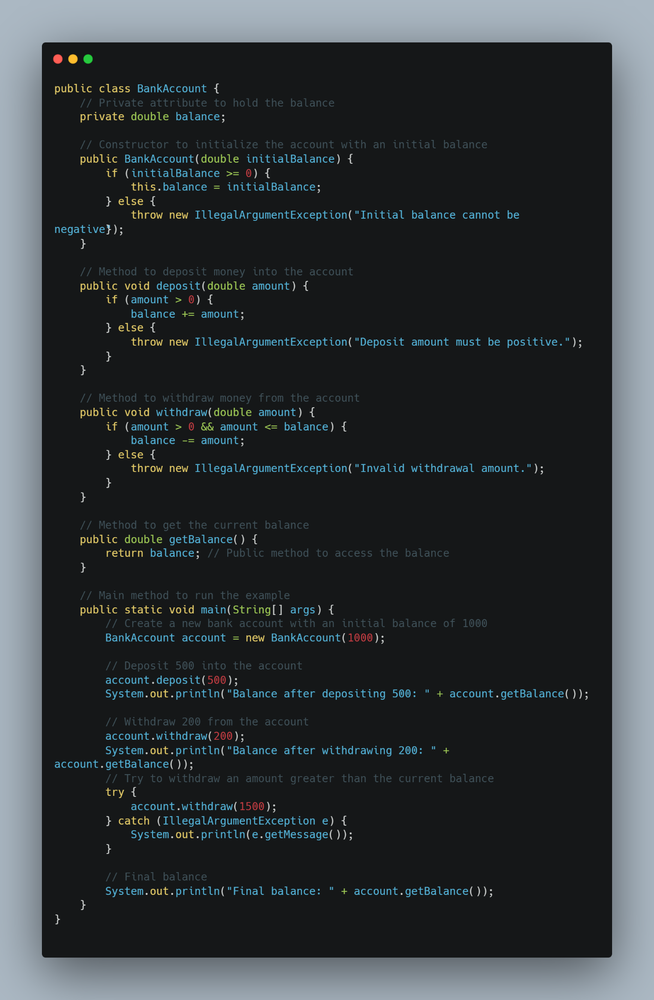 public class BankAccount {
    // Private attribute to hold the balance
    private double balance;

    // Constructor to initialize the account with an initial balance
    public BankAccount(double initialBalance) {
        if (initialBalance >= 0) {
            this.balance = initialBalance;
        } else {
            throw new IllegalArgumentException("Initial balance cannot be
negative");
        }
    }

    // Method to deposit money into the account
    public void deposit(double amount) {
        if (amount > 0) {
            balance += amount;
        } else {
            throw new IllegalArgumentException("Deposit amount must be positive.");
        }
    }

    // Method to withdraw money from the account
    public void withdraw(double amount) {
        if (amount > 0 && amount <= balance) {
            balance -= amount;
        } else {
            throw new IllegalArgumentException("Invalid withdrawal amount.");
        }
    }

    // Method to get the current balance
    public double getBalance() {
        return balance; // Public method to access the balance
    }

    // Main method to run the example
    public static void main(String[] args) {
        // Create a new bank account with an initial balance of 1000
        BankAccount account = new BankAccount(1000);

        // Deposit 500 into the account
        account.deposit(500);
        System.out.println("Balance after depositing 500: " + account.getBalance());

        // Withdraw 200 from the account
        account.withdraw(200);
        System.out.println("Balance after withdrawing 200: " +
account.getBalance());
        // Try to withdraw an amount greater than the current balance
        try {
            account.withdraw(1500);
        } catch (IllegalArgumentException e) {
            System.out.println(e.getMessage());
        }

        // Final balance
        System.out.println("Final balance: " + account.getBalance());
    }
}